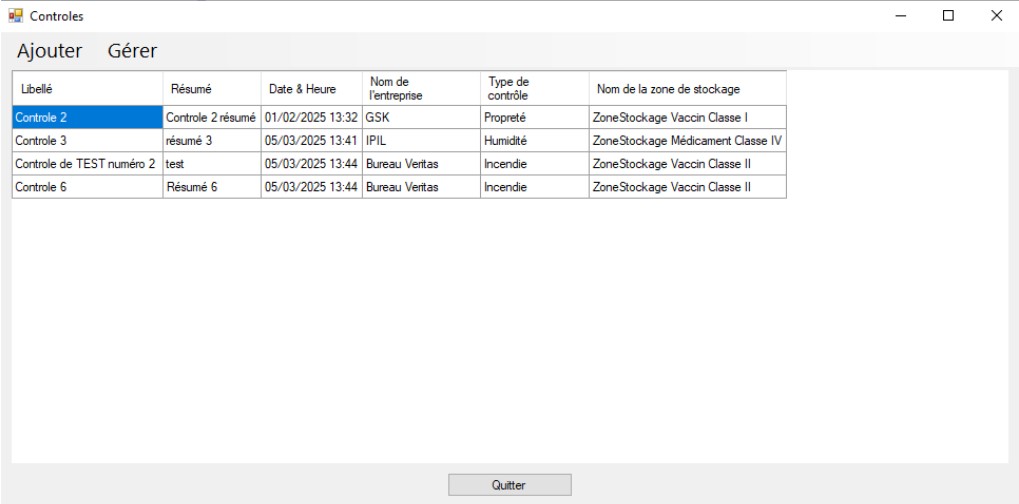 Controles
Ajouter Gérer
Libellé Résumé Date & Heure Nom de l'entreprise Type de contrôle Nom de la zone de stockage
Controle 2 Controle 2 résumé 01/02/2025 13:32 GSK Propreté ZoneStockage Vaccin Classe I
Controle 3 résumé 3 05/03/2025 13:41 IPIL Humidité ZoneStockage Médicament Classe IV
Controle de TEST numéro 2 test 05/03/2025 13:44 Bureau Veritas Incendie ZoneStockage Vaccin Classe II
Controle 6 Résumé 6 05/03/2025 13:44 Bureau Veritas Incendie ZoneStockage Vaccin Classe II
Quitter